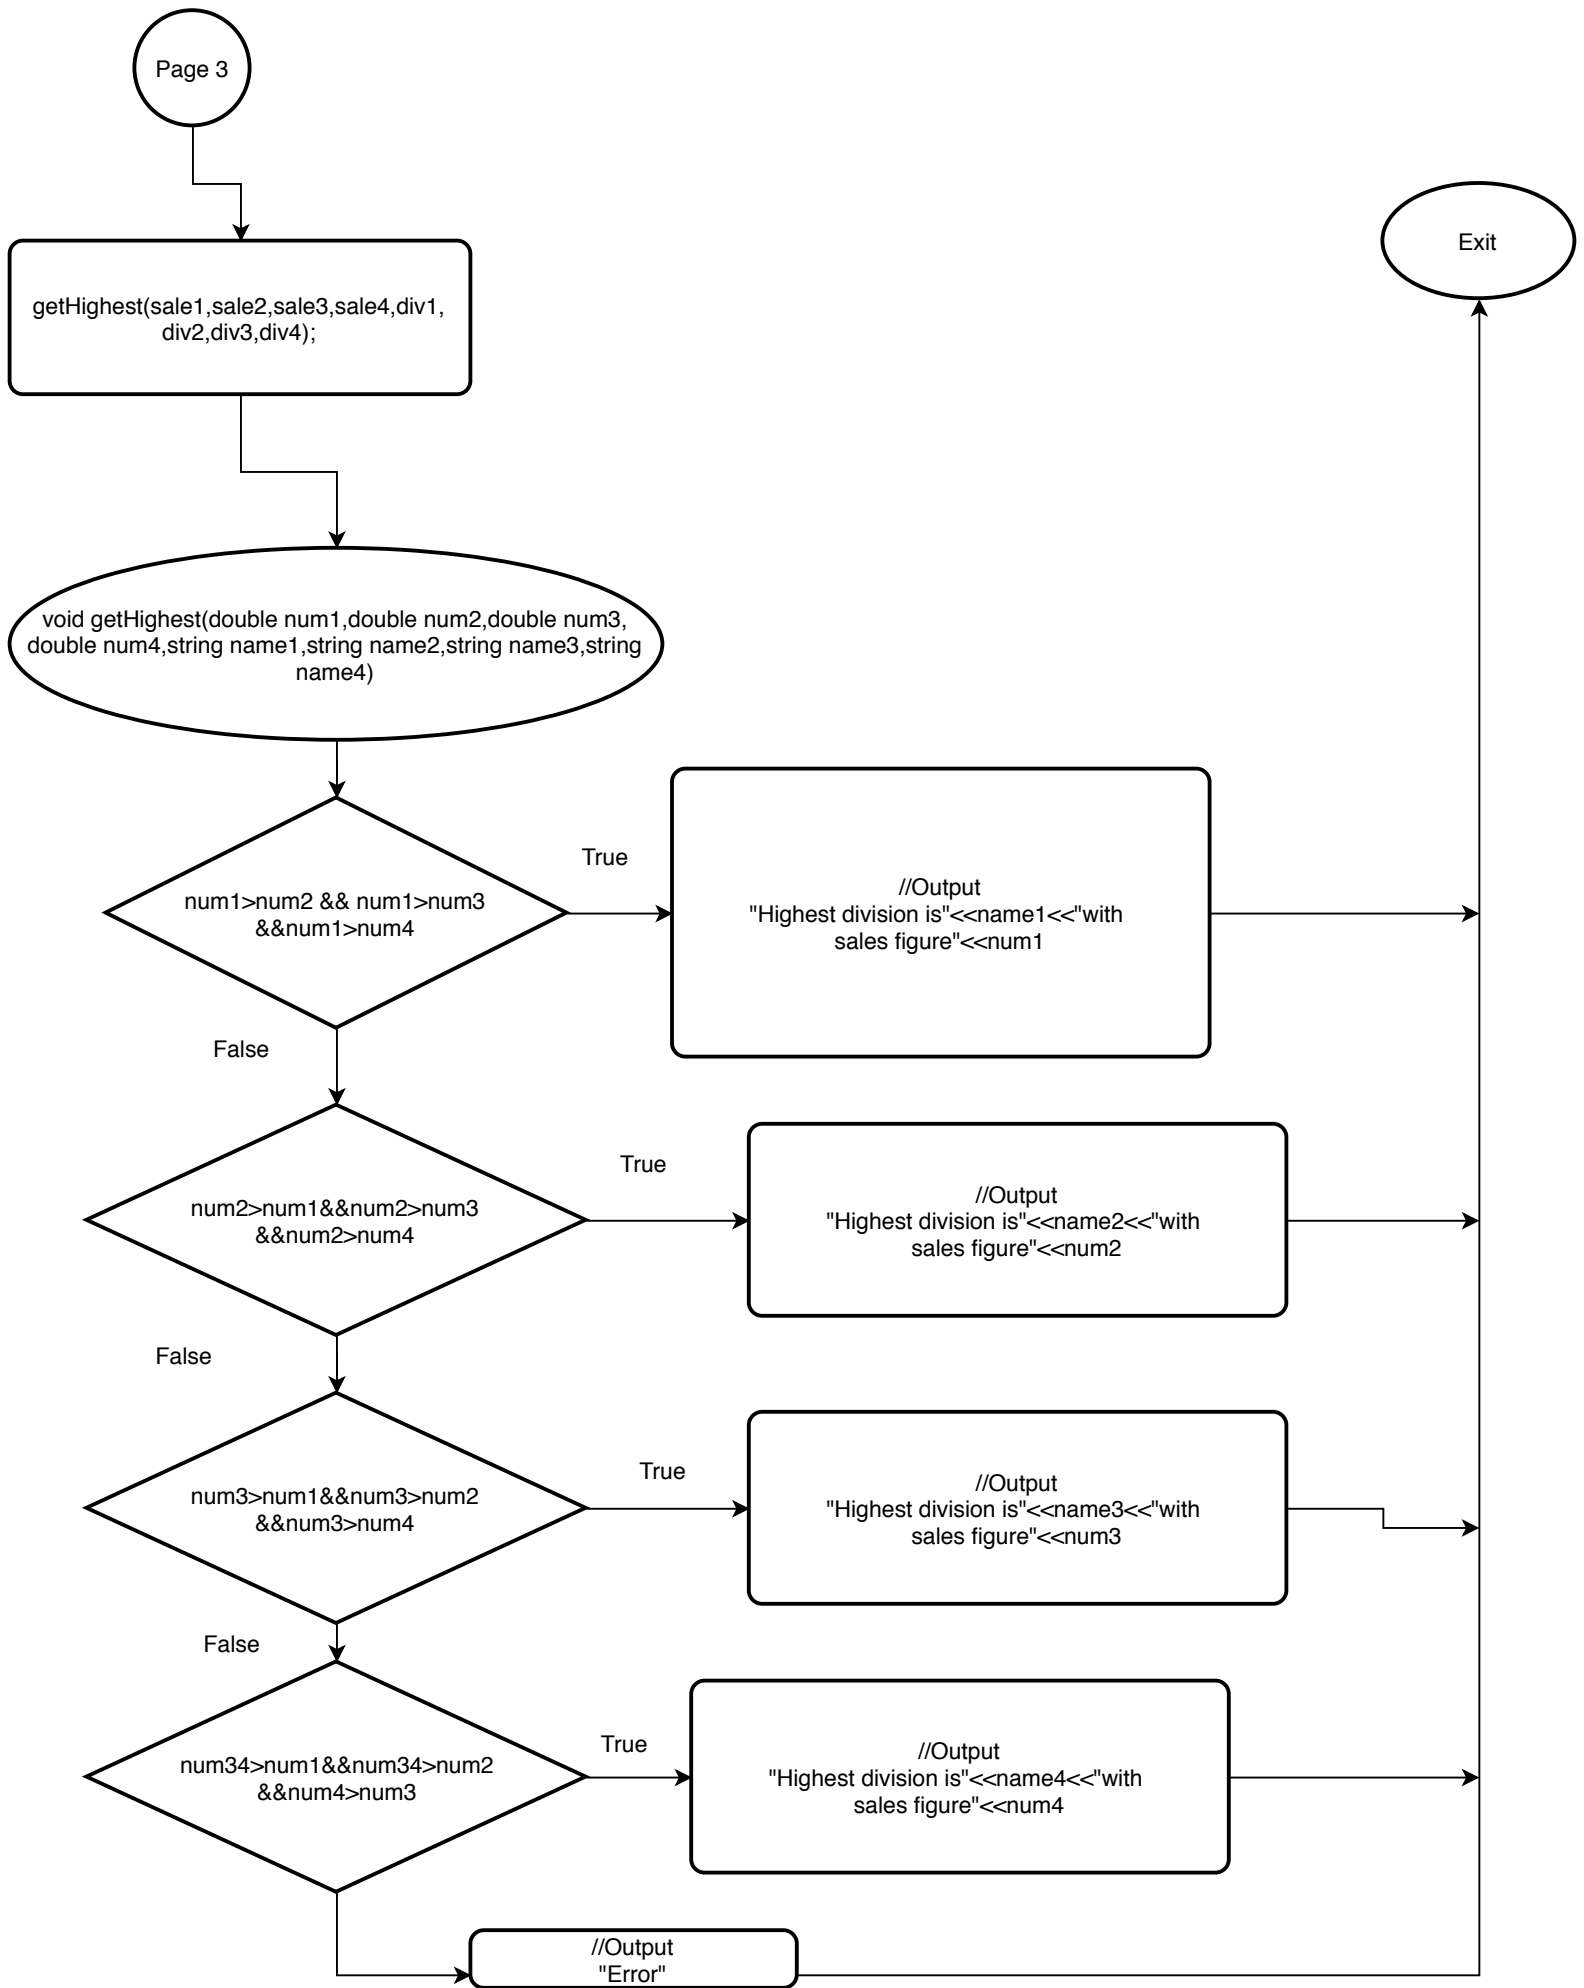 Page 3
Exit
getHighest(sale1,sale2,sale3,sale4,div1,
div2,div3,div4);
void getHighest(double num1,double num2,double num3,
double num4,string name1,string name2,string name3,string
name4)
num1>num2 && num1>num3
&&num1>num4
True
//Output
"Highest division is"<<name1<<"with
sales figure"<<num1
False
num2>num1&&num2>num3
&&num2>num4
True
//Output
"Highest division is"<<name2<<"with
sales figure"<<num2
False
num3>num1&&num3>num2
&&num3>num4
True
//Output
"Highest division is"<<name3<<"with
sales figure"<<num3
False
num34>num1&&num34>num2
&&num4>num3
True
//Output
"Highest division is"<<name4<<"with
sales figure"<<num4
//Output
"Error"